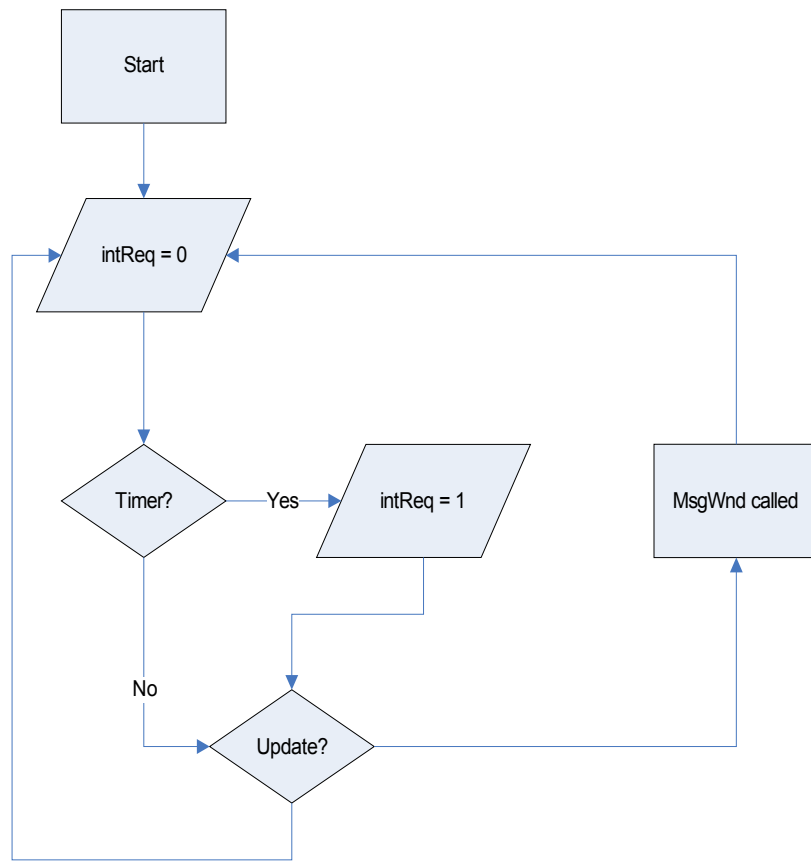 Start
intReq = 0
Timer?
Yes
intReq = 1
MsgWnd called
No
Update?